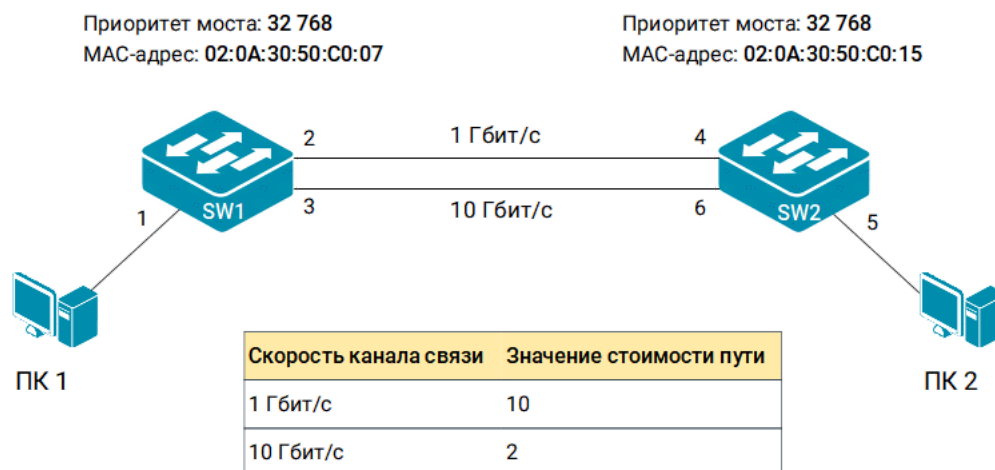 Приоритет моста: 32 768
MAC-адрес: 02:0A:30:50:C0:07
Приоритет моста: 32 768
MAC-адрес: 02:0A:30:50:C0:15
2 1 Гбит/с 4
1 SW1 3 10 Гбит/с 6 SW2 5
ПК 1
ПК 2
Скорость канала связи Значение стоимости пути
1 Гбит/с 10
10 Гбит/с 2